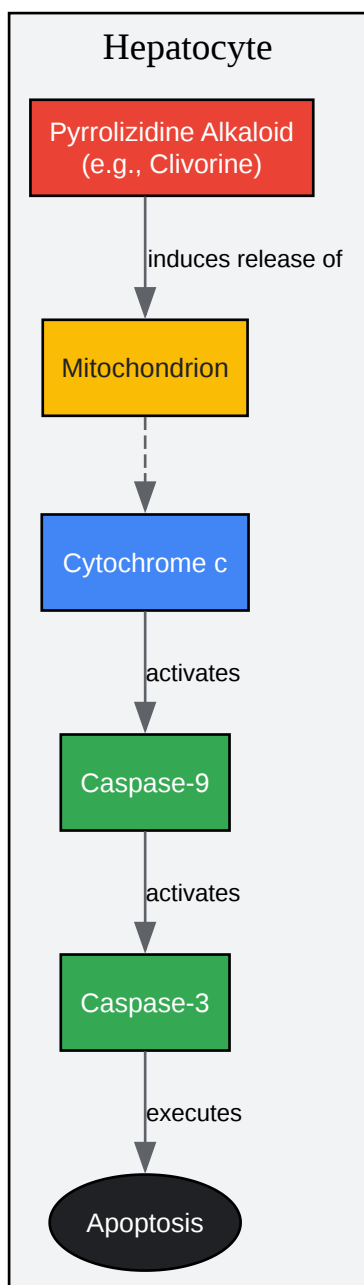 Hepatocyte
Pyrrolizidine Alkaloid
(e.g., Clivorine)
induces release of
Mitochondrion
Cytochrome c
activates
Caspase-9
activates
Caspase-3
executes
Apoptosis